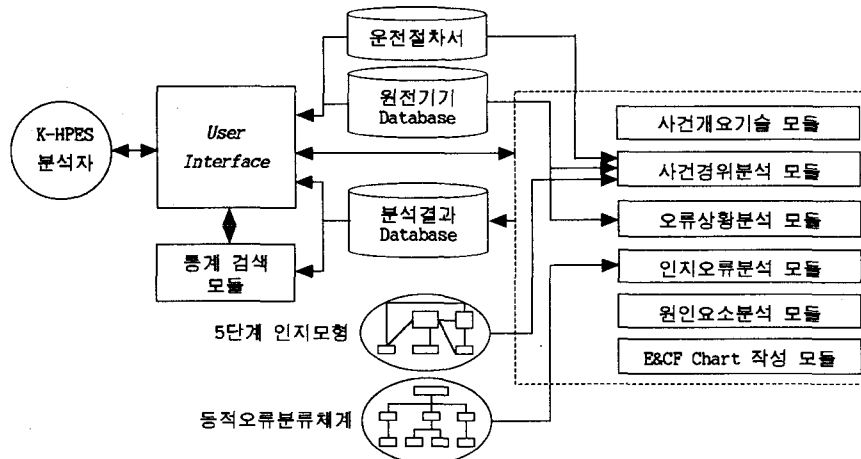 운전절차서
원전기기
Database
K-HPES
분석자
User
Interface
분석결과
Database
통계 검색
모듈
5단계 인지모형
동적오류분류체계
사건개요기술 모듈
사건경위분석 모듈
오류상황분석 모듈
인지오류분석 모듈
원인요소분석 모듈
E&CF Chart 작성 모듈